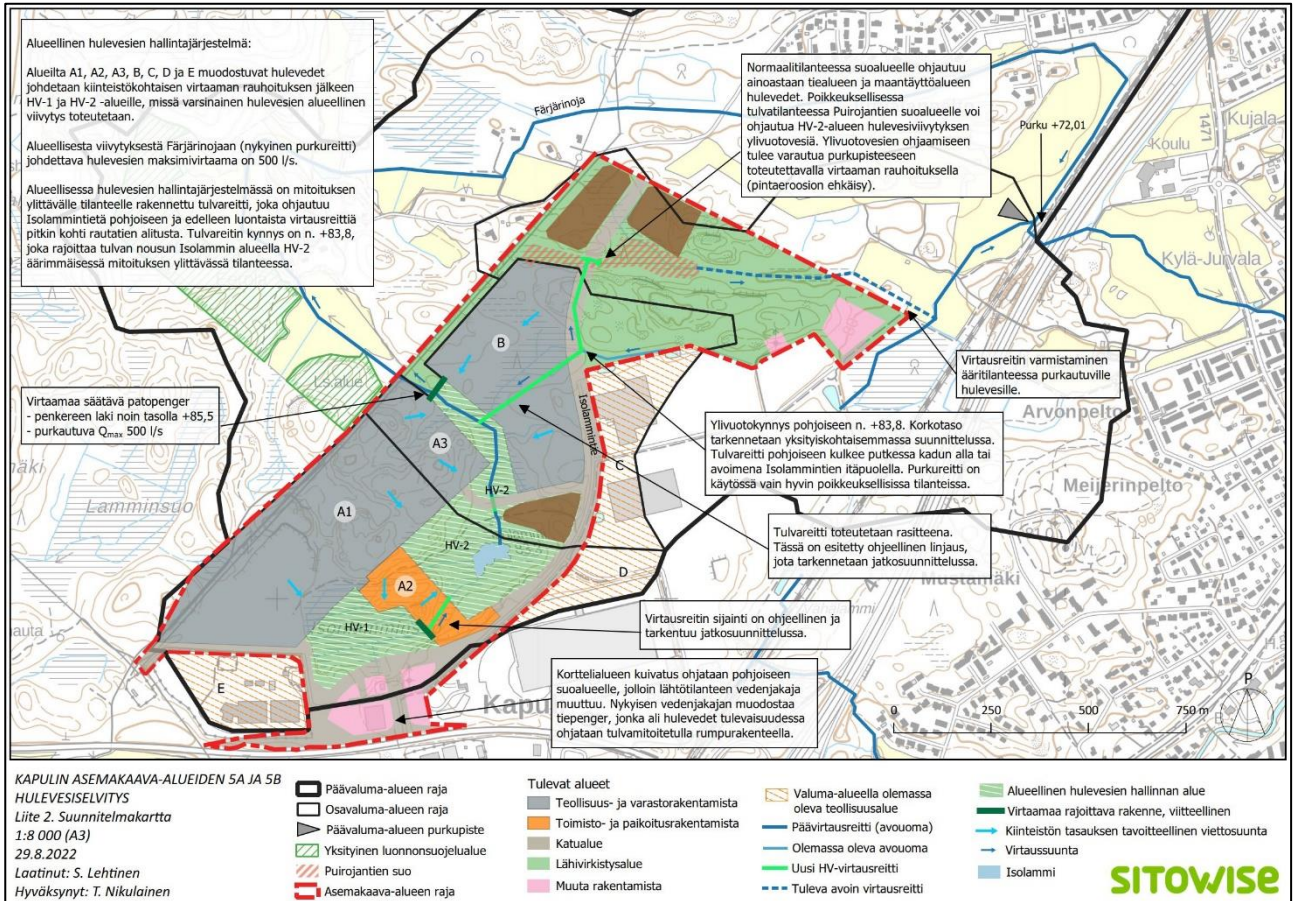 Alueellinen hulevesien hallintajärjestelmä:
Alueilta A1, A2, A3, B, C, D ja E muodostuvat hulevedet
johdetaan kiinteistökohtaisen virtaaman rauhoituksen jälkeen
HV-1 ja HV-2 -alueille, missä varsinainen hulevesien alueellinen
viivytys toteutetaan.
Alueellisesta viivytyksestä Färjärinojaan (nykyinen purkureitti)
johdettava hulevesien maksimivirtaama on 500 l/s.
Alueellisessa hulevesien hallintajärjestelmässä on mitoituksen
ylittävälle tilanteelle rakennettu tulvareitti, joka ohjautuu
Isolammintietä pohjoiseen ja edelleen luontaista virtausreittiä
pitkin kohti rautatien alitusta. Tulvareitin kynnys on n. +83,8,
joka rajoittaa tulvan nousun Isolammin alueella HV-2
äärimmäisessä mitoituksen ylittävässä tilanteessa.
Färjärinoja
Normaalitilanteessa suoalueelle ohjautuu
ainoastaan tiealueen ja maantäyttöalueen
hulevedet. Poikkeuksellisessa
tulvatilanteessa Puirojantien suoalueelle voi
ohjautua HV-2-alueen hulevesiviivytyksen
ylivuotovesiä. Ylivuotovesien ohjaamiseen
tulee varautua purkupisteeseen
toteutettavalla virtaaman rauhoituksella
(pintaeroosion ehkäisy).
Purku +72,01
Koulu
1471
Kujala
Kylä-Jurvala
Virtausreitin varmistaminen
ääritilanteessa purkautuville
hulevesille.
Arvonpelto
Ls.alue
Virtaamaa säätävä patopenger
- penkereen laki noin tasolla +85,5
- purkautuva Qmax 500 l/s
B
A3
A1
Isolammintie
C
Ylivuotokynnys pohjoiseen n. +83,8. Korkotaso
tarkennetaan yksityiskohtaisemmassa suunnittelussa.
Tulvareitti pohjoiseen kulkee putkessa kadun alla tai
avoimena Isolammintien itäpuolella. Purkureitti on
käytössä vain hyvin poikkeuksellisissa tilanteissa.
Meijerinpelto
Lamminsuo
HV-2
HV-2
Tulvareitti toteutetaan rasitteena.
Tässä on esitetty ohjeellinen linjaus,
jota tarkennetaan jatkosuunnittelussa.
4
Mustamäki
D
A2
HV-1
Virtausreitin sijainti on ohjeellinen ja
tarkentuu jatkosuunnittelussa.
E
Kapu
Korttelialueen kuivatus ohjataan pohjoiseen
suoalueelle, jolloin lähtötilanteen vedenjakaja
muuttuu. Nykyisen vedenjakajan muodostaa
tiepenger, jonka ali hulevedet tulevaisuudessa
ohjataan tulvamitoitetulla rumpurakenteella.
P
0 250 500 750 m
KAPULIN ASEMAKAAVA-ALUEIDEN 5A JA 5B
HULEVESISELVITYS
Liite 2. Suunnitelmakartta
1:8 000 (A3)
29.8.2022
Laatinut: S. Lehtinen
Hyväksynyt: T. Nikulainen
Päävaluma-alueen raja
Osavaluma-alueen raja
Päävaluma-alueen purkupiste
Yksityinen luonnonsuojelualue
Puirojantien suo
Asemakaava-alueen raja
Tulevat alueet
Teollisuus- ja varastorakentamista
Toimisto- ja paikoitusrakentamista
Katualue
Lähivirkistysalue
Muuta rakentamista
Valuma-alueella olemassa
oleva teollisuusalue
Päävirtausreitti (avouoma)
Olemassa oleva avouoma
Uusi HV-virtausreitti
Tuleva avoin virtausreitti
Alueellinen hulevesien hallinnan alue
Virtaamaa rajoittava rakenne, viitteellinen
Kiinteistön tasauksen tavoitteellinen viettosuunta
Virtaussuunta
Isolammi
SITOWISE